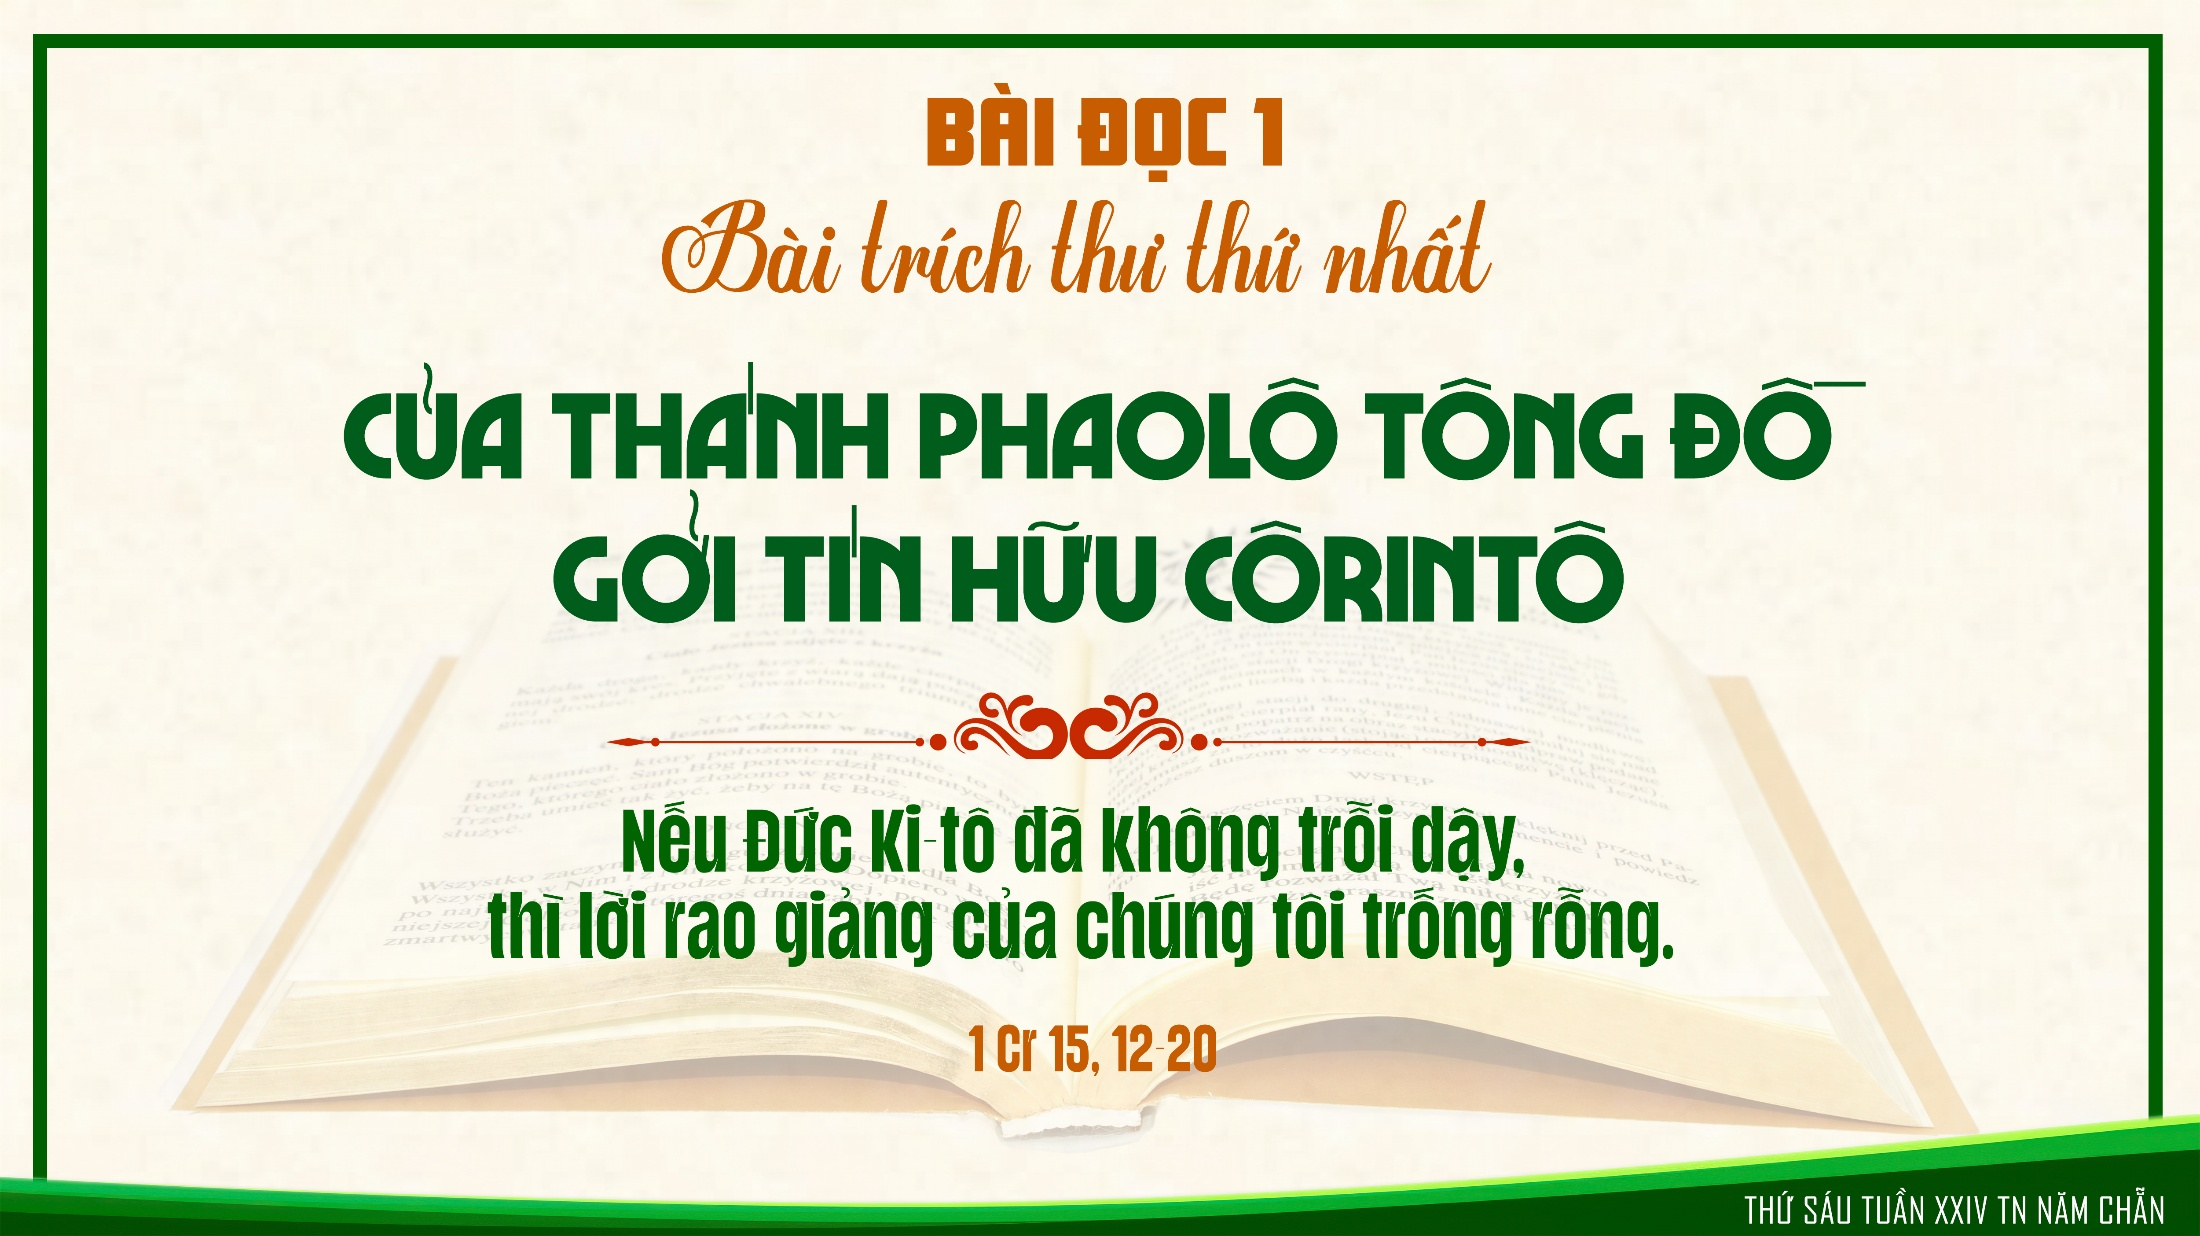 BÀI ĐỌC 1
Bài trích thư thứ nhất
CỦA THÁNH PHAOLÔ TÔNG ĐỒ
GỞI TÍN HỮU CÔRINTÔ
Nếu Đức Ki-tô đã không trỗi dậy,
thì lời rao giảng của chúng tôi trống rỗng.
1 Cr 15, 12-20
THỨ SÁU TUẦN XXIV TN NĂM CHẴN